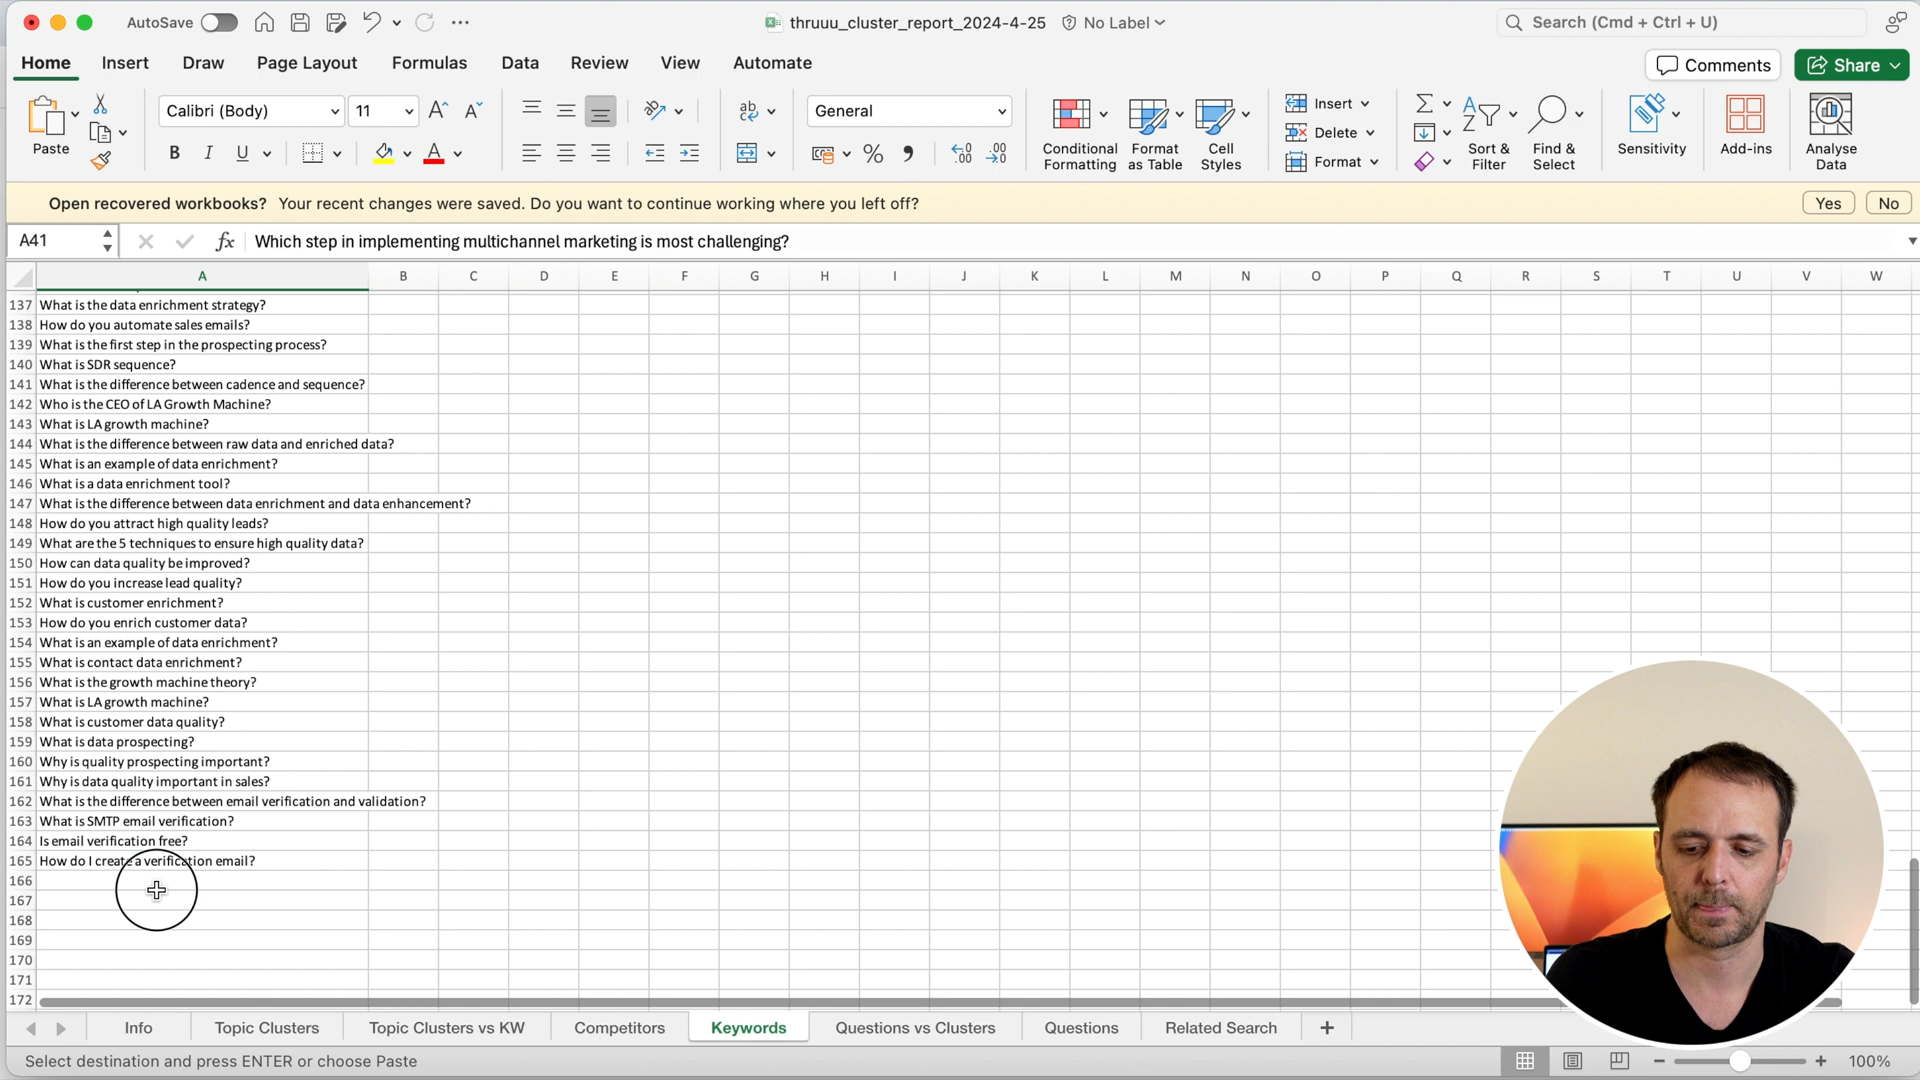 AutoSave
thruuu_cluster_report_2024-4-25
No Label
Search (Cmd + Ctrl + U)
Home Insert Draw Page Layout Formulas Data Review View Automate
Comments Share
Paste
Calibri (Body) 11
B I U
General
Conditional Formatting
Format as Table
Cell Styles
Insert
Delete
Format
Sort & Filter
Find & Select
Sensitivity
Add-ins
Analyse Data
Open recovered workbooks? Your recent changes were saved. Do you want to continue working where you left off? Yes No
A41 fx Which step in implementing multichannel marketing is most challenging?
A B C D E F G H I J K L M N O P Q R S T U V W
137 What is the data enrichment strategy?
138 How do you automate sales emails?
139 What is the first step in the prospecting process?
140 What is SDR sequence?
141 What is the difference between cadence and sequence?
142 Who is the CEO of LA Growth Machine?
143 What is LA growth machine?
144 What is the difference between raw data and enriched data?
145 What is an example of data enrichment?
146 What is a data enrichment tool?
147 What is the difference between data enrichment and data enhancement?
148 How do you attract high quality leads?
149 What are the 5 techniques to ensure high quality data?
150 How can data quality be improved?
151 How do you increase lead quality?
152 What is customer enrichment?
153 How do you enrich customer data?
154 What is an example of data enrichment?
155 What is contact data enrichment?
156 What is the growth machine theory?
157 What is LA growth machine?
158 What is customer data quality?
159 What is data prospecting?
160 Why is quality prospecting important?
161 Why is data quality important in sales?
162 What is the difference between email verification and validation?
163 What is SMTP email verification?
164 Is email verification free?
165 How do I create a verification email?
166
167
168
169
170
171
172
Info Topic Clusters Topic Clusters vs KW Competitors Keywords Questions vs Clusters Questions Related Search +
Select destination and press ENTER or choose Paste 100%